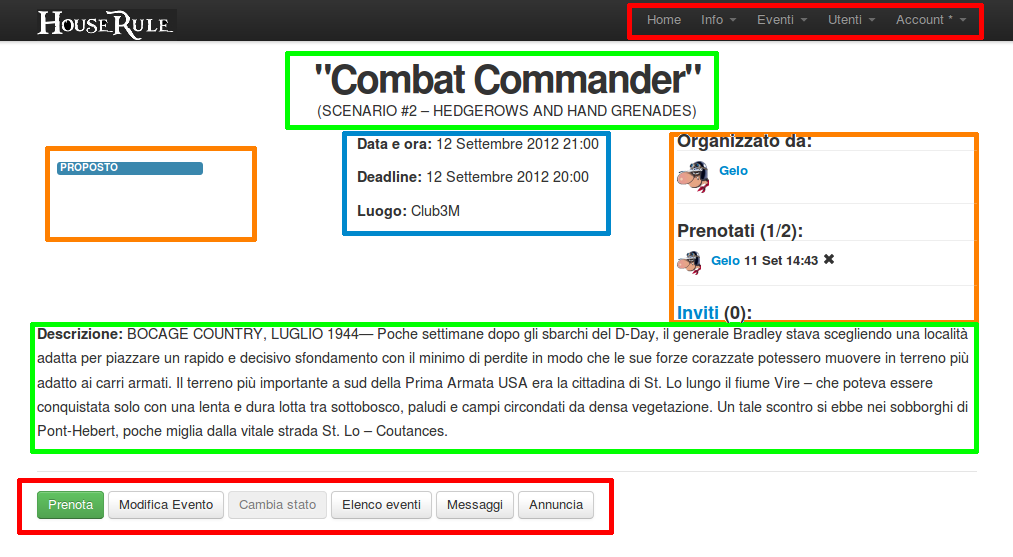 HOUSE RULE
Home Info Eventi Utenti Account *
"Combat Commander"
(SCENARIO #2 – HEDGEROWS AND HAND GRENADES)
PROPOSTO
Data e ora: 12 Settembre 2012 21:00
Deadline: 12 Settembre 2012 20:00
Luogo: Club3M
Organizzato da:
Gelo
Prenotati (1/2):
Gelo 11 Set 14:43 ✖
Inviti (0):
Descrizione: BOCAGE COUNTRY, LUGLIO 1944— Poche settimane dopo gli sbarchi del D-Day, il generale Bradley stava scegliendo una località
adatta per piazzare un rapido e decisivo sfondamento con il minimo di perdite in modo che le sue forze corazzate potessero muovere in terreno più
adatto ai carri armati. Il terreno più importante a sud della Prima Armata USA era la cittadina di St. Lo lungo il fiume Vire – che poteva essere
conquistata solo con una lenta e dura lotta tra sottobosco, paludi e campi circondati da densa vegetazione. Un tale scontro si ebbe nei sobborghi di
Pont-Hebert, poche miglia dalla vitale strada St. Lo – Coutances.
Prenota Modifica Evento Cambia stato Elenco eventi Messaggi Annuncia